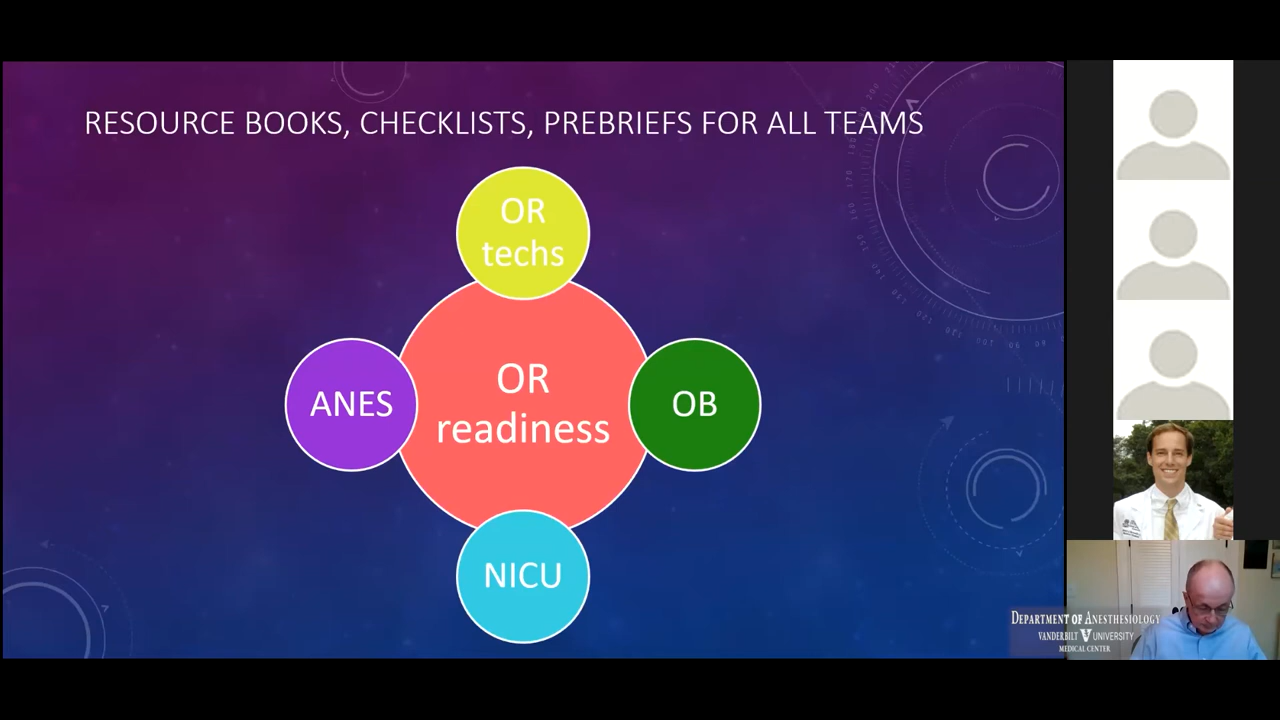 RESOURCE BOOKS, CHECKLISTS, PREBRIEFS FOR ALL TEAMS
OR
techs
ANES
OR
readiness
OB
NICU
DEPARTMENT OF ANESTHESIOLOGY
VANDERBILT V UNIVERSITY
MEDICAL CENTER